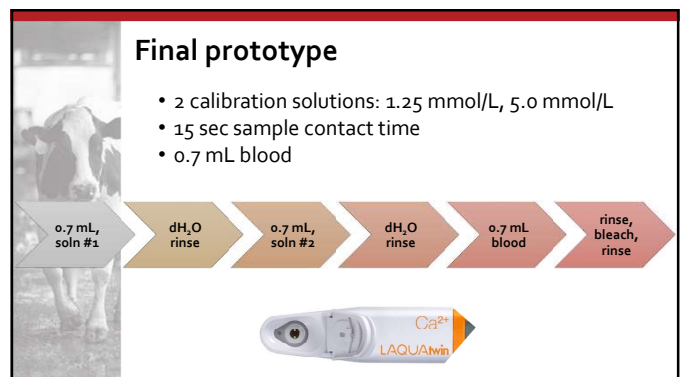 Final prototype
• 2 calibration solutions: 1.25 mmol/L, 5.0 mmol/L
• 15 sec sample contact time
• 0.7 mL blood
0.7 mL,
soln #1
dH₂O
rinse
0.7 mL,
soln #2
dH₂O
rinse
0.7 mL
blood
rinse,
bleach,
rinse
Ca²⁺
LAQUAtwin